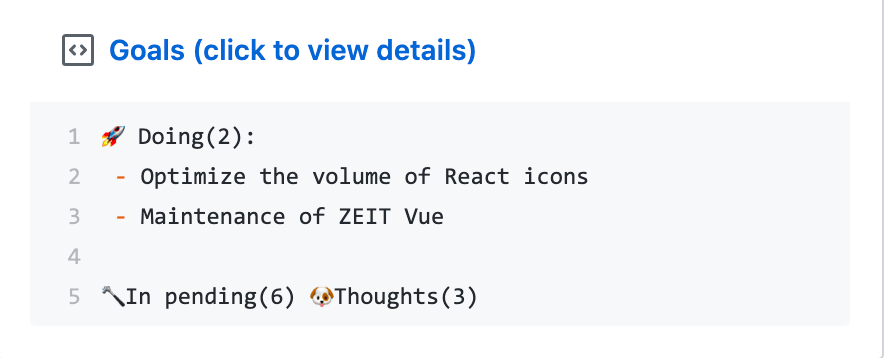 Goals (click to view details)
1 🚀 Doing(2):
2 - Optimize the volume of React icons
3 - Maintenance of ZEIT Vue
4
5 🔨In pending(6) 🐶Thoughts(3)